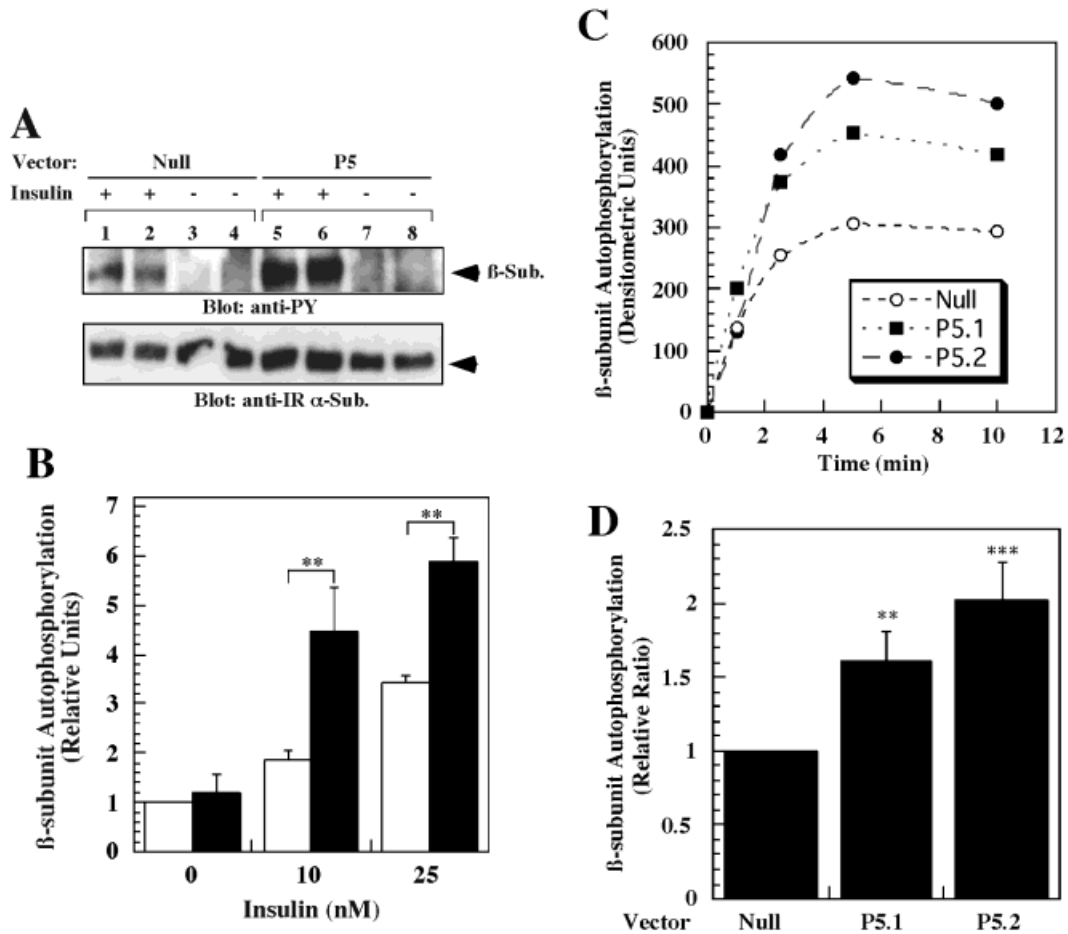 A
Vector: Null P5
Insulin + + - - + + - -
1 2 3 4 5 6 7 8
ß-Sub.
Blot: anti-PY
Blot: anti-IR α-Sub.
B
ß-subunit Autophosphorylation
(Relative Units)
7
6
5
4
3
2
1
0
**
**
0 10 25
Insulin (nM)
C
ß-subunit Autophosphorylation
(Densitometric Units)
600
500
400
300
200
100
0
Null
P5.1
P5.2
0 2 4 6 8 10 12
Time (min)
D
ß-subunit Autophosphorylation
(Relative Ratio)
2.5
2
1.5
1
0.5
0
**
***
Vector Null P5.1 P5.2